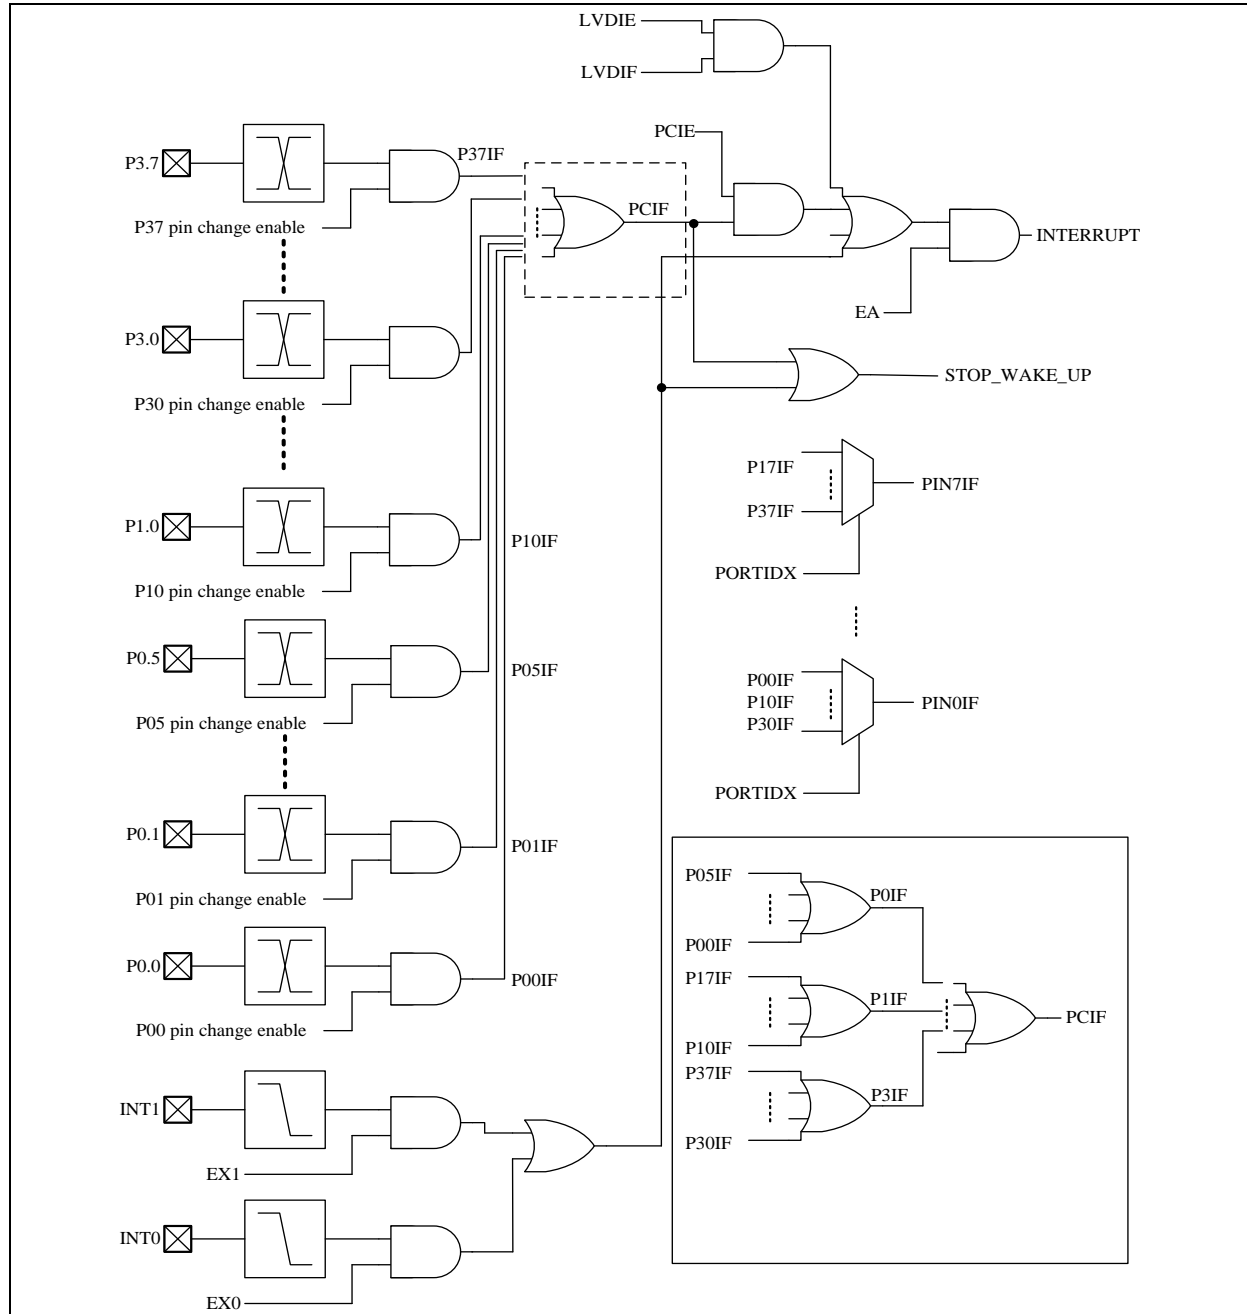 LVDIE
LVDIF
PCIE
P3.7
P37IF
P37 pin change enable
PCIF
INTERRUPT
EA
P3.0
P30 pin change enable
STOP_WAKE_UP
P17IF
P37IF
PIN7IF
PORTIDX
P1.0
P10IF
P10 pin change enable
P0.5
P05IF
P05 pin change enable
P00IF
P10IF
P30IF
PIN0IF
PORTIDX
P0.1
P01IF
P01 pin change enable
P0.0
P00IF
P00 pin change enable
P05IF
P0IF
P00IF
P17IF
P1IF
P10IF
PCIF
P37IF
P3IF
P30IF
INT1
EX1
INT0
EX0